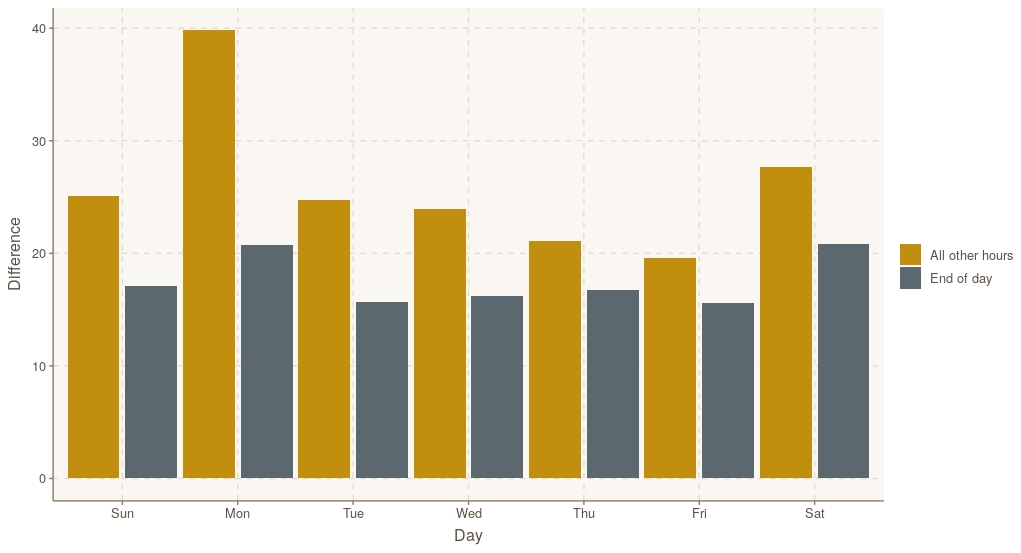 40
30
20
10
0
Difference
Sun Mon Tue Wed Thu Fri Sat
Day
All other hours
End of day